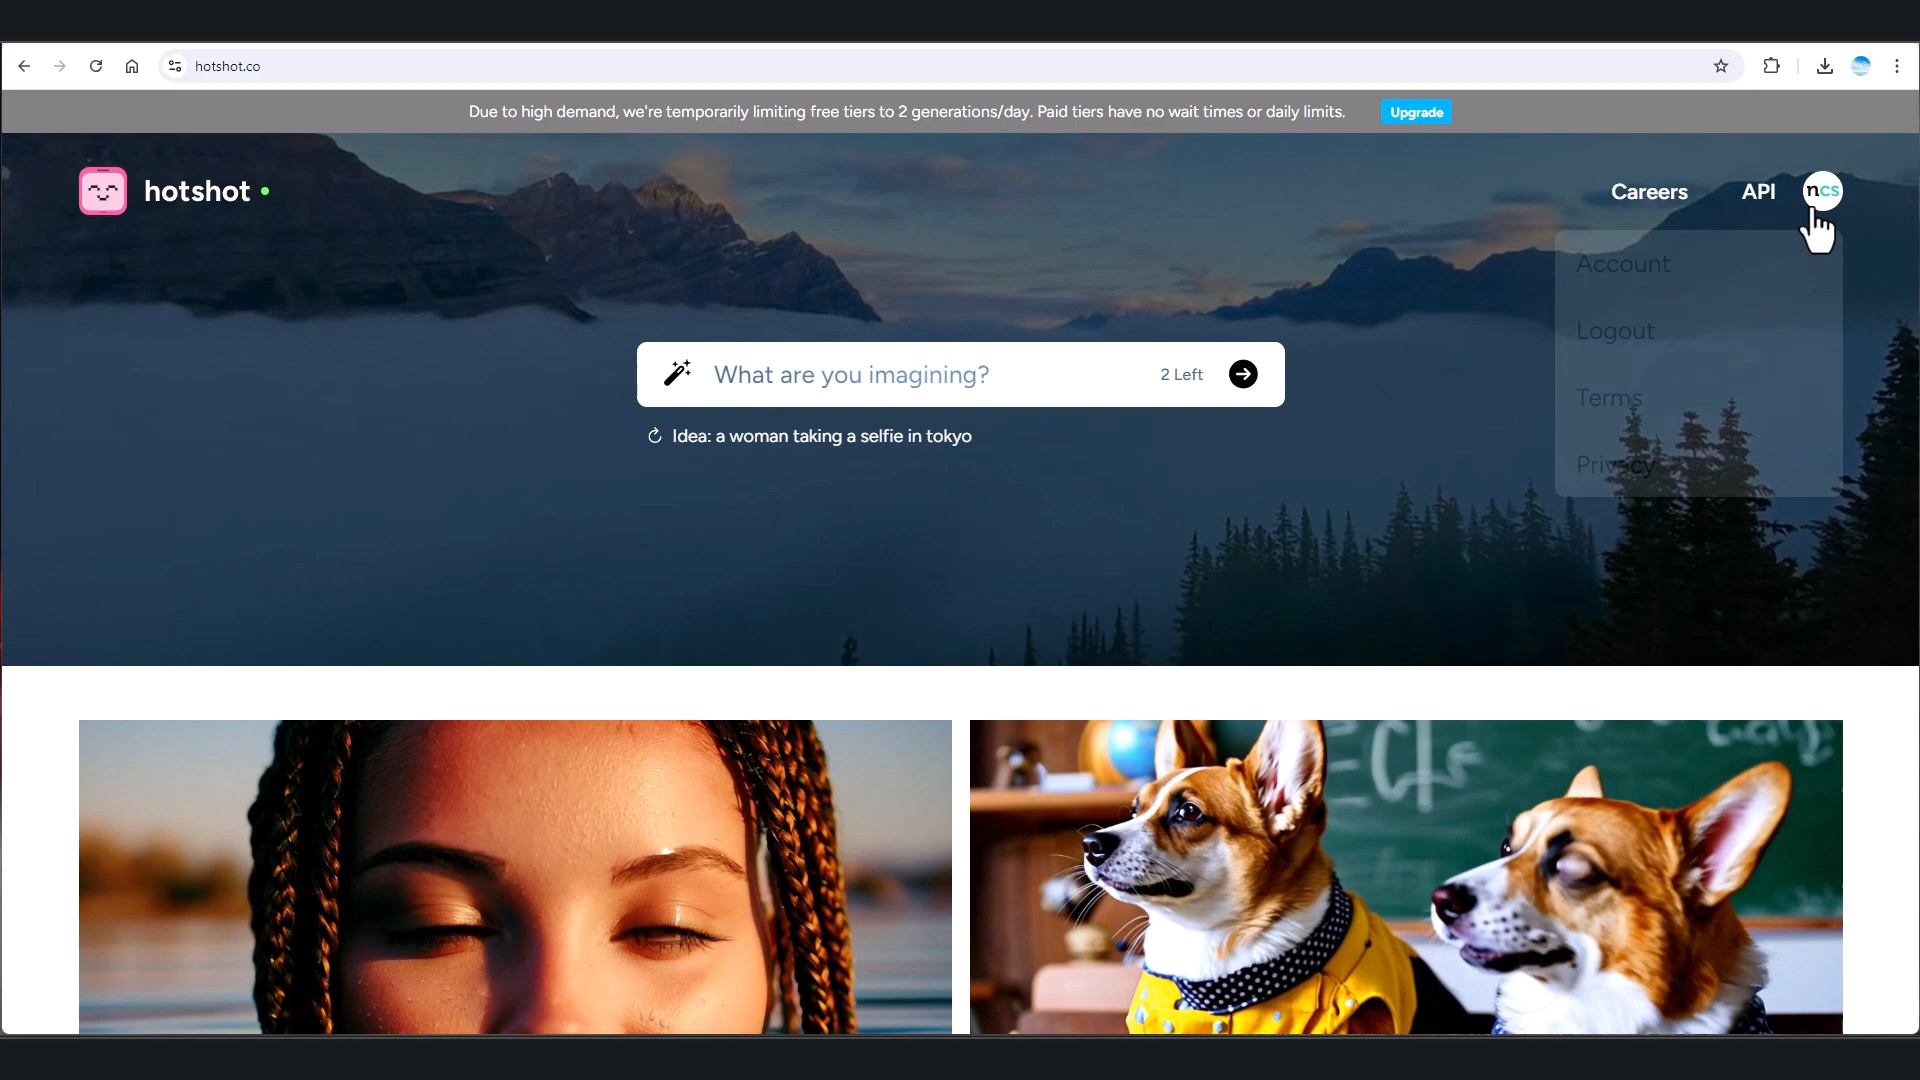 hotshot.co
Due to high demand, we're temporarily limiting free tiers to 2 generations/day. Paid tiers have no wait times or daily limits.
Upgrade
hotshot
Careers
API
ncs
Account
Logout
Terms
Privacy
What are you imagining?
2 Left
Idea: a woman taking a selfie in tokyo